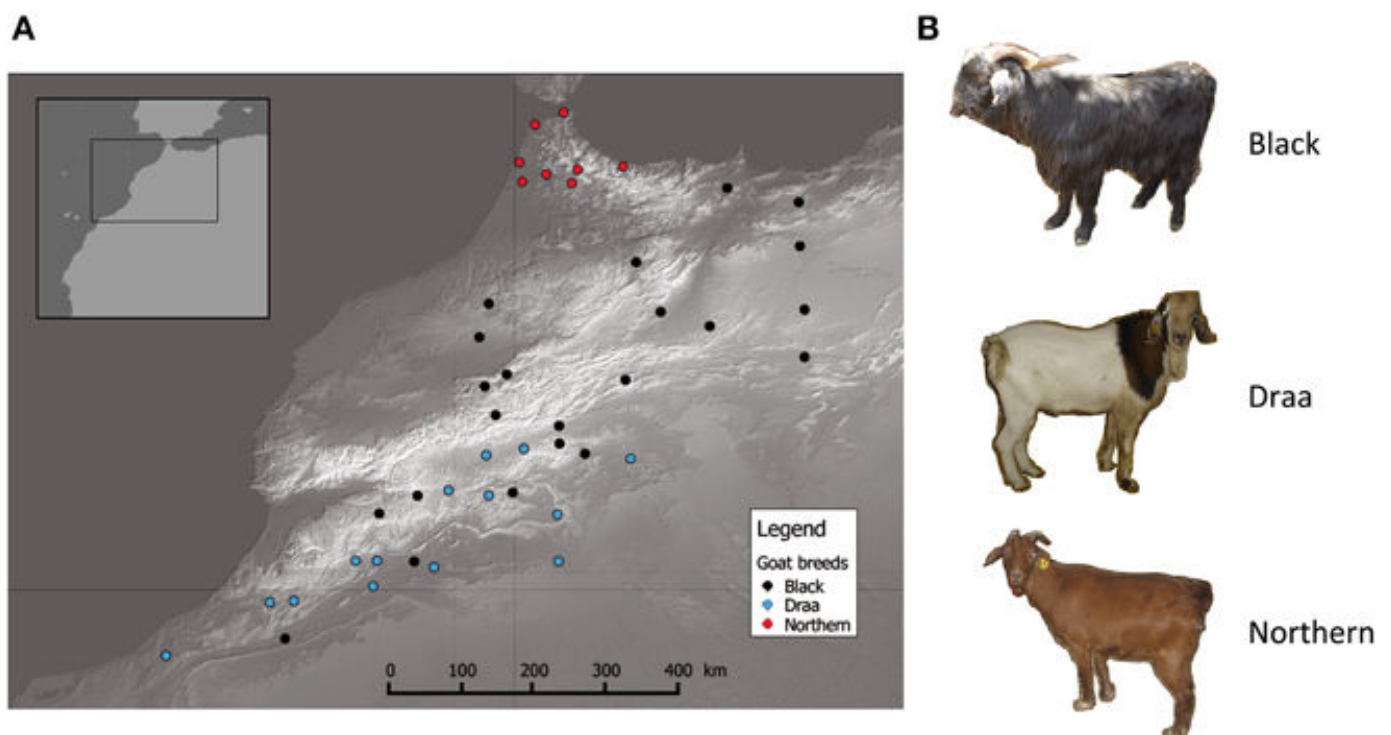 A
B
Black
Draa
Northern
Legend
Goat breeds
Black
Draa
Northern
0 100 200 300 400 km